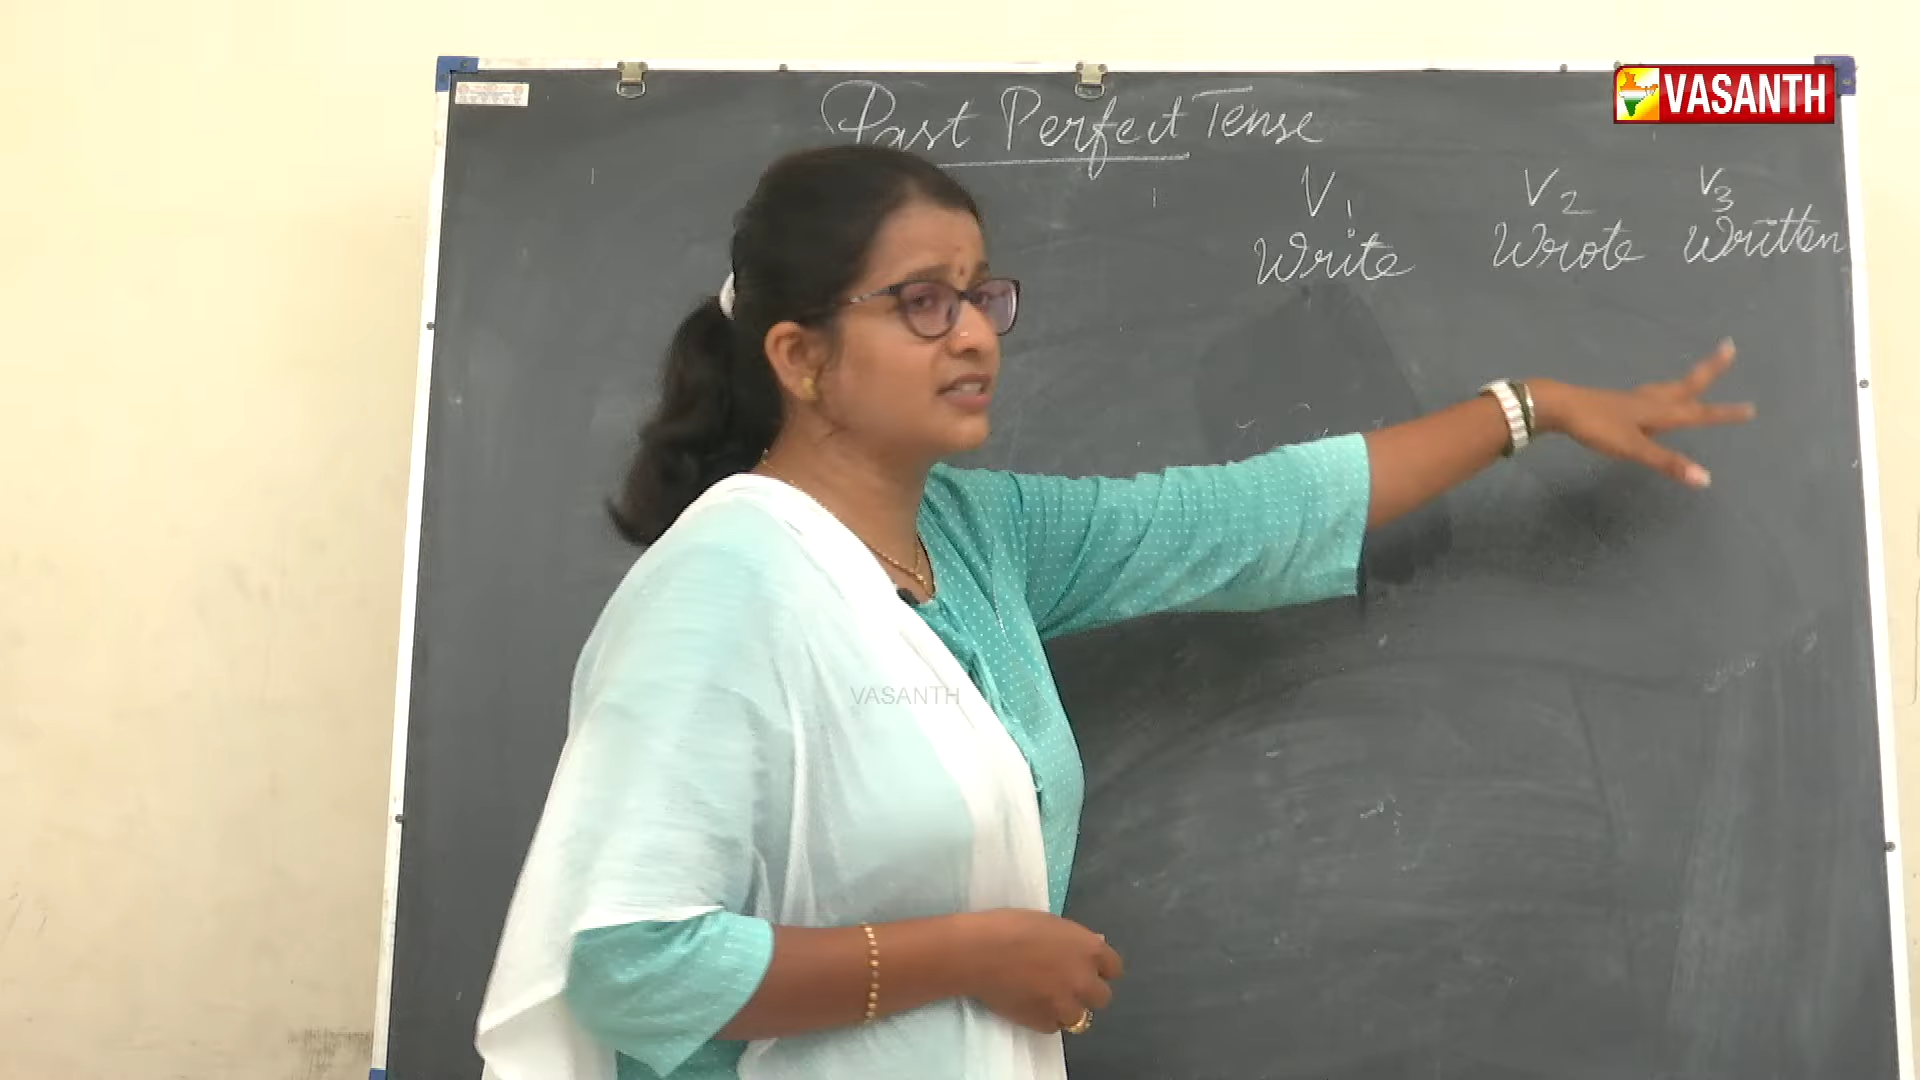 VASANTH
Past Perfect Tense
V1 V2 V3
Write Wrote Written
VASANTH